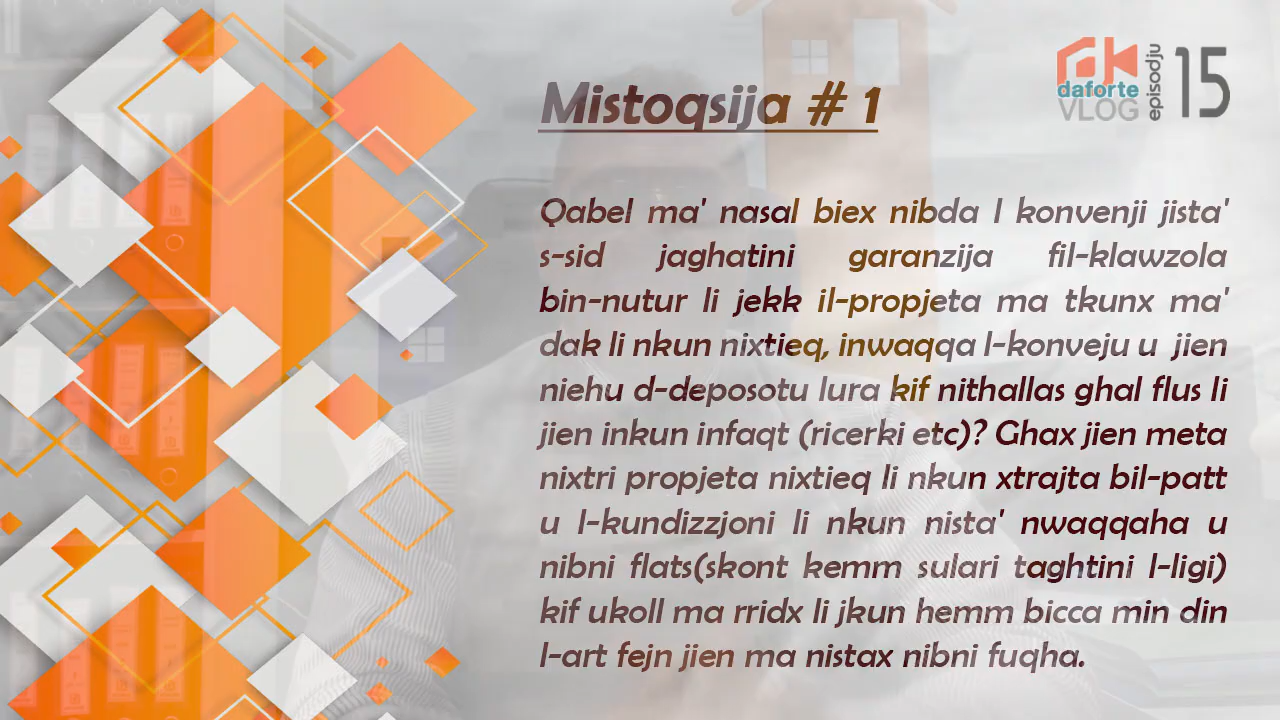 Mistoqsija # 1
daforte
VLOG
episodju
15
Qabel ma' nasal biex nibda l konvenji jista'
s-sid jaghatini garanzija fil-klawzola
bin-nutur li jekk il-propjeta ma tkunx ma'
dak li nkun nixtieq, inwaqqa l-konveju u jien
niehu d-deposotu lura kif nithallas ghal flus li
jien inkun infaqt (ricerki etc)? Ghax jien meta
nixtri propjeta nixtieq li nkun xtrajta bil-patt
u l-kundizzjoni li nkun nista' nwaqqaha u
nibni flats(skont kemm sulari taghtini l-ligi)
kif ukoll ma rridx li jkun hemm bicca min din
l-art fejn jien ma nistax nibni fuqha.